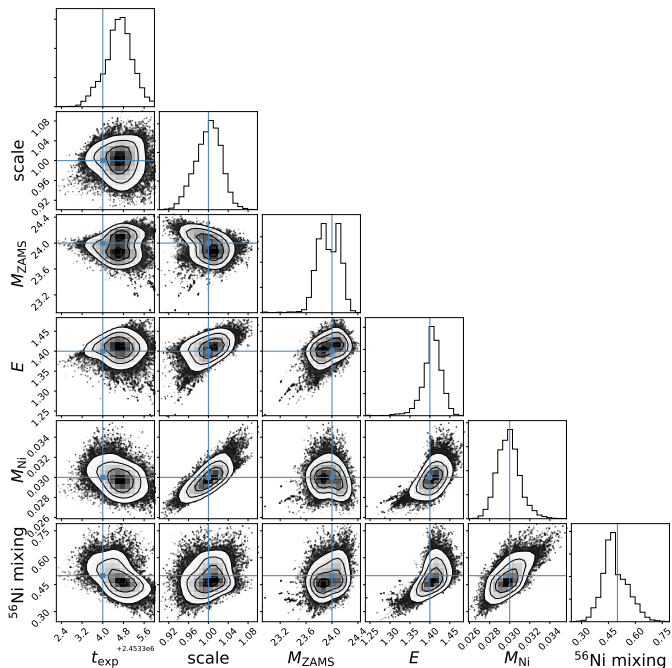 1.08
1.04
1.00
0.96
0.92
scale
24.4
24.0
23.6
23.2
M_ZAMS
1.45
1.40
1.35
1.30
1.25
E
0.034
0.032
0.030
0.028
0.026
M_Ni
0.75
0.60
0.45
0.30
⁵⁶Ni mixing
2.4 3.2 4.0 4.8 5.6
+2.4533e6
0.92 0.96 1.00 1.04 1.08
23.2 23.6 24.0 24.4
1.25 1.30 1.35 1.40 1.45
0.026 0.028 0.030 0.032 0.034
0.30 0.45 0.60 0.75
t_exp scale M_ZAMS E M_Ni ⁵⁶Ni mixing